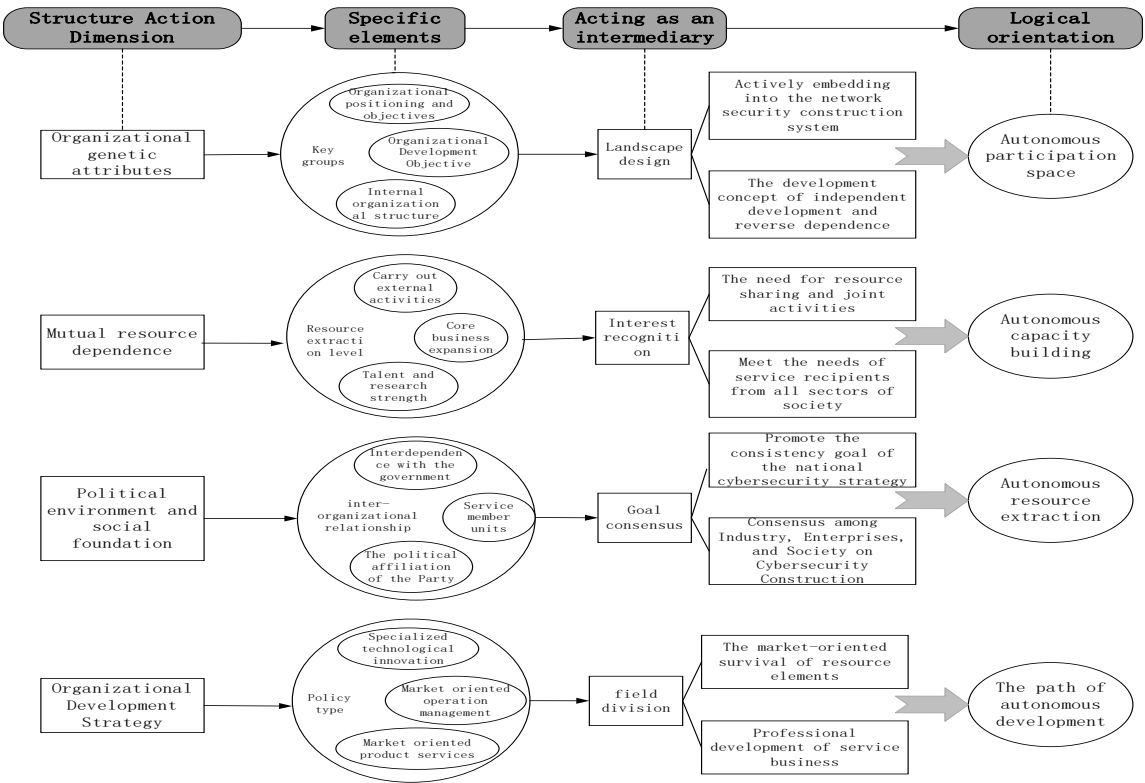 Structure Action
Dimension
Specific
elements
Acting as an
intermediary
Logical
orientation
Organizational
genetic
attributes
Key
groups
Organizational
positioning and
objectives
Organizational
Development
Objective
Internal
organization
al structure
Landscape
design
Actively embedding
into the network
security construction
system
The development
concept of independent
development and
reverse dependence
Autonomous
participation
space
Mutual resource
dependence
Resource
extracti
on level
Carry out
external
activities
Core
business
expansion
Talent and
research
strength
Interest
recogniti
on
The need for resource
sharing and joint
activities
Meet the needs of
service recipients
from all sectors of
society
Autonomous
capacity
building
Political
environment and
social
foundation
inter-
organizational
relationship
Interdependen
ce with the
government
Service
member
units
The political
affiliation
of the Party
Goal
consensus
Promote the
consistency goal of
the national
cybersecurity strategy
Consensus among
Industry, Enterprises,
and Society on
Cybersecurity
Construction
Autonomous
resource
extraction
Organizational
Development
Strategy
Policy
type
Specialized
technological
innovation
Market oriented
operation
management
Market oriented
product services
field
division
The market-oriented
survival of resource
elements
Professional
development of service
business
The path of
autonomous
development